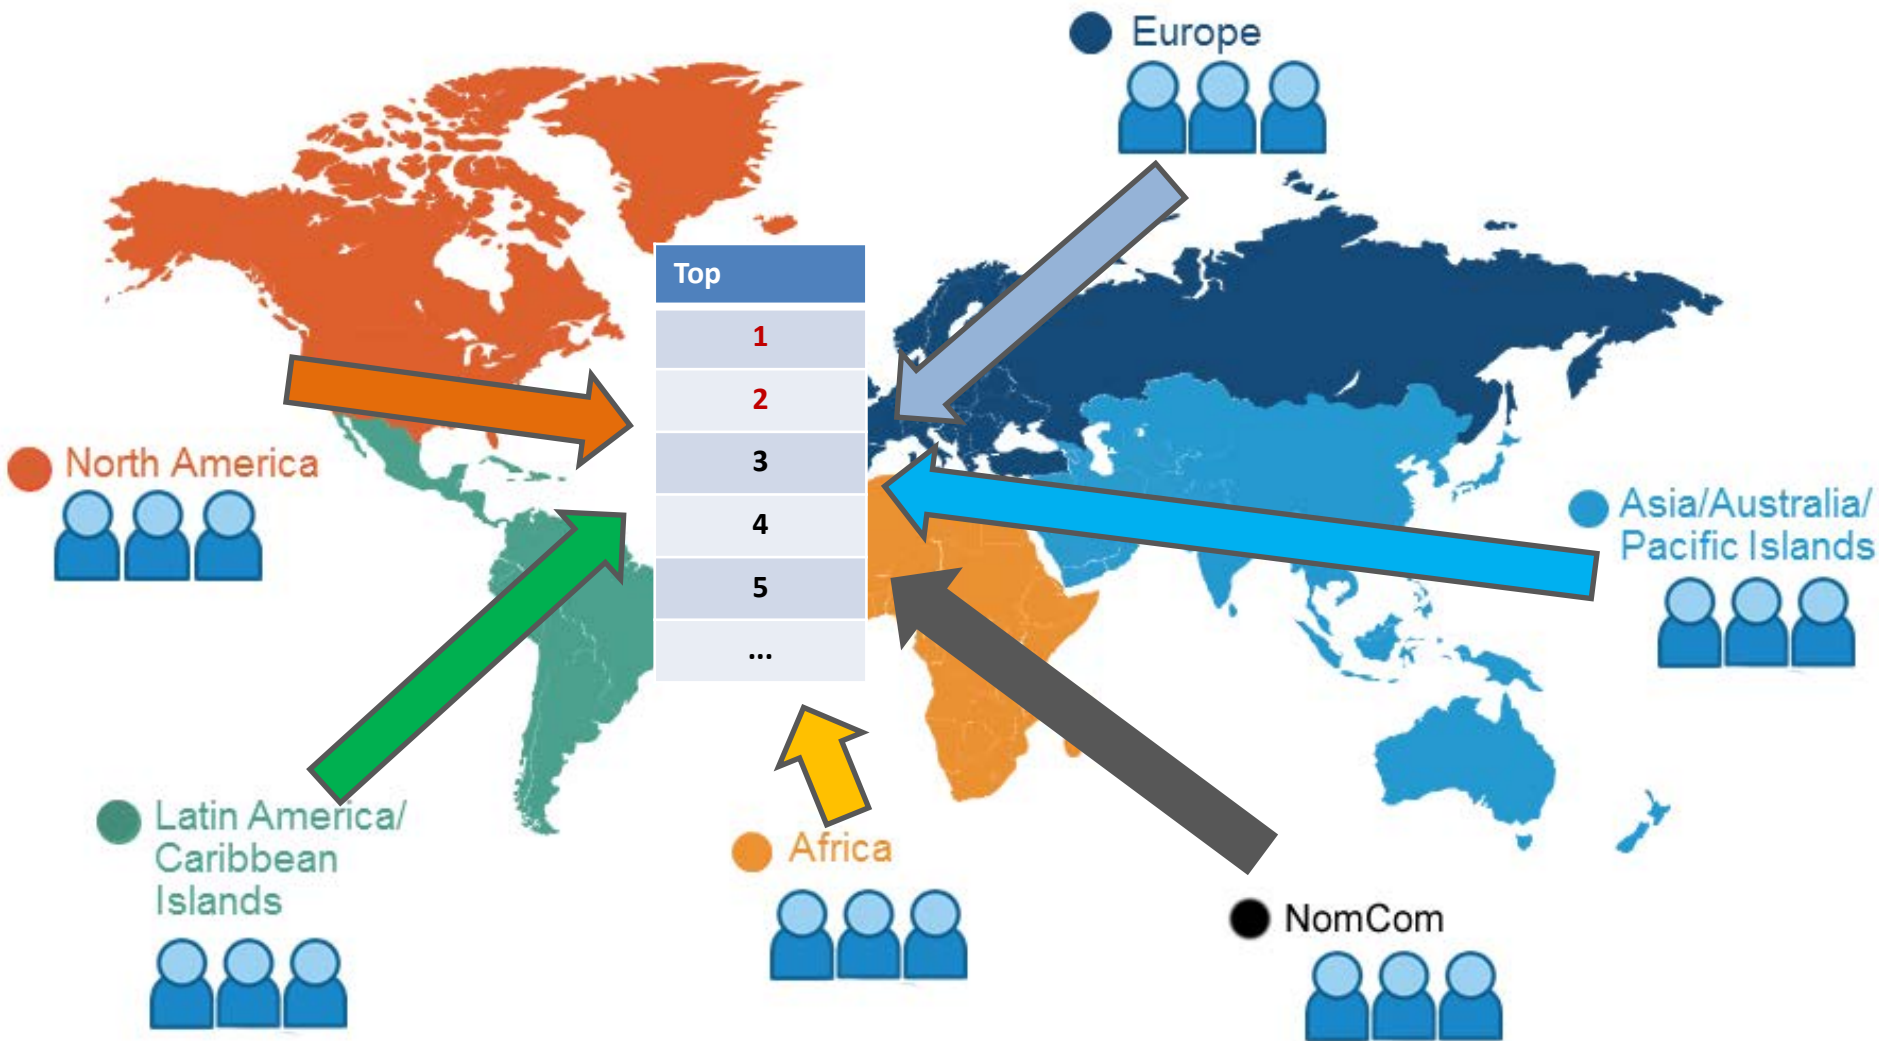 Europe
Top
1
2
3
4
5
...
North America
Asia/Australia/
Pacific Islands
Latin America/
Caribbean
Islands
Africa
NomCom